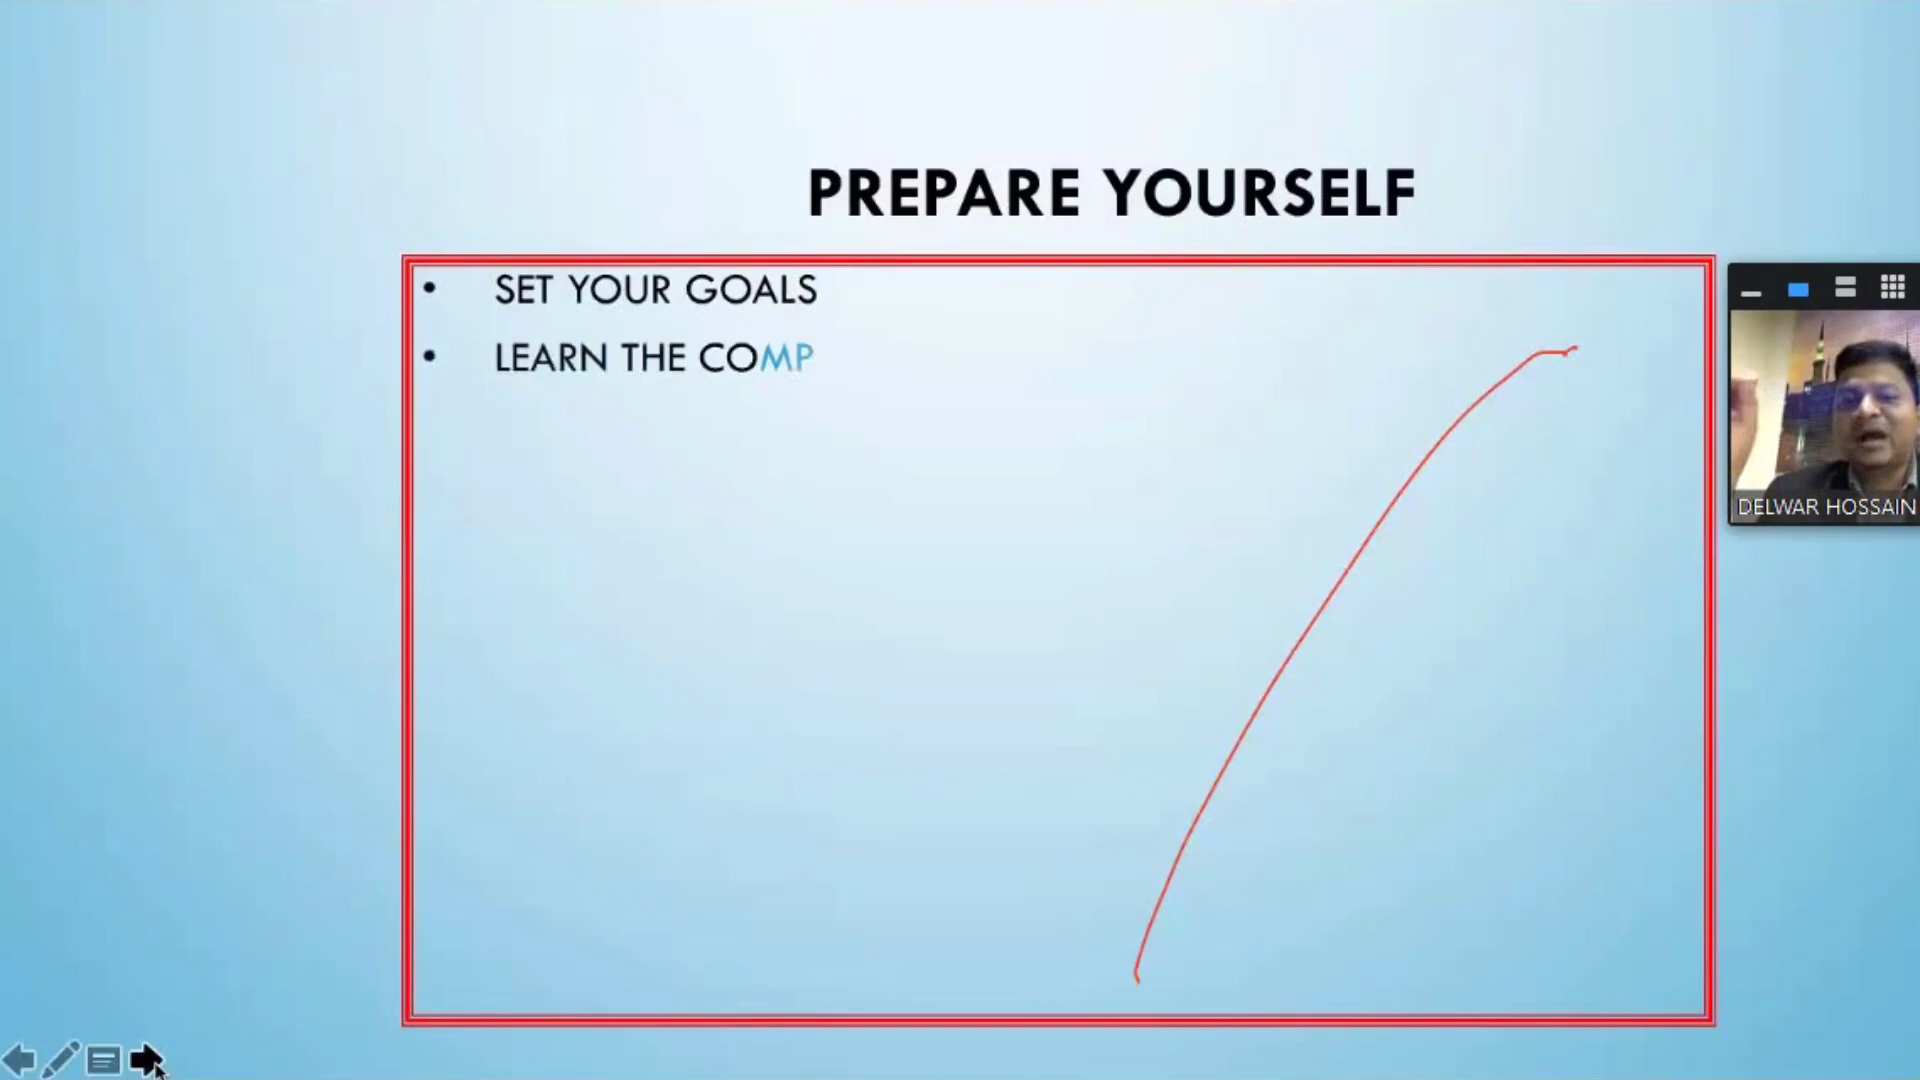 PREPARE YOURSELF
• SET YOUR GOALS
• LEARN THE COMP
DELWAR HOSSAIN